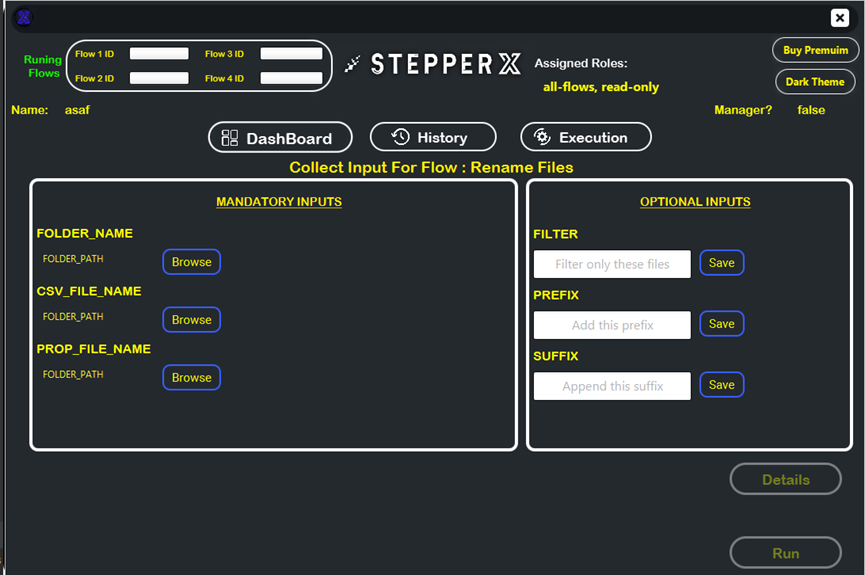 Runing
Flows
Flow 1 ID
Flow 3 ID
Flow 2 ID
Flow 4 ID
STEPPER X
Assigned Roles:
all-flows, read-only
Buy Premuim
Dark Theme
Name: asaf
Manager? false
DashBoard
History
Execution
Collect Input For Flow : Rename Files
MANDATORY INPUTS
FOLDER_NAME
FOLDER_PATH
Browse
CSV_FILE_NAME
FOLDER_PATH
Browse
PROP_FILE_NAME
FOLDER_PATH
Browse
OPTIONAL INPUTS
FILTER
Filter only these files
Save
PREFIX
Add this prefix
Save
SUFFIX
Append this suffix
Save
Details
Run